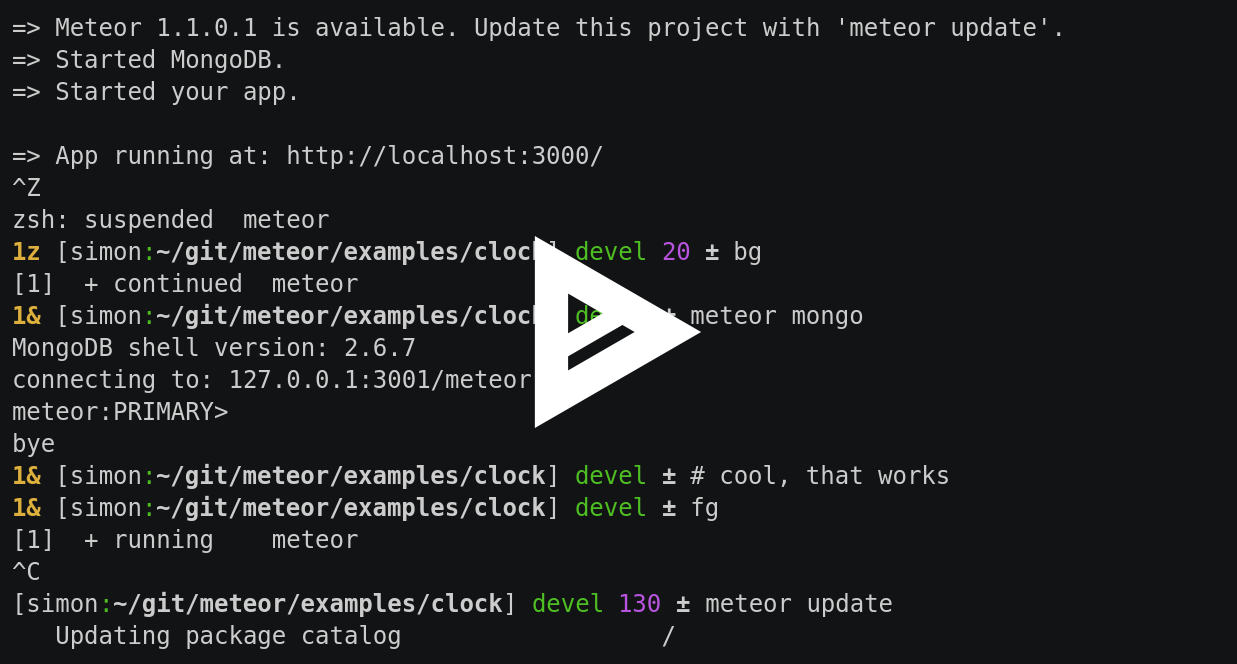 => Meteor 1.1.0.1 is available. Update this project with 'meteor update'.
=> Started MongoDB.
=> Started your app.
=> App running at: http://localhost:3000/
^Z
zsh: suspended  meteor
1z [simon:~/git/meteor/examples/clock] devel 20 ± bg
[1]  + continued  meteor
1& [simon:~/git/meteor/examples/clock devel ± meteor mongo
MongoDB shell version: 2.6.7
connecting to: 127.0.0.1:3001/meteor
meteor:PRIMARY>
bye
1& [simon:~/git/meteor/examples/clock] devel ± # cool, that works
1& [simon:~/git/meteor/examples/clock] devel ± fg
[1]  + running    meteor
^C
[simon:~/git/meteor/examples/clock] devel 130 ± meteor update
   Updating package catalog                  /